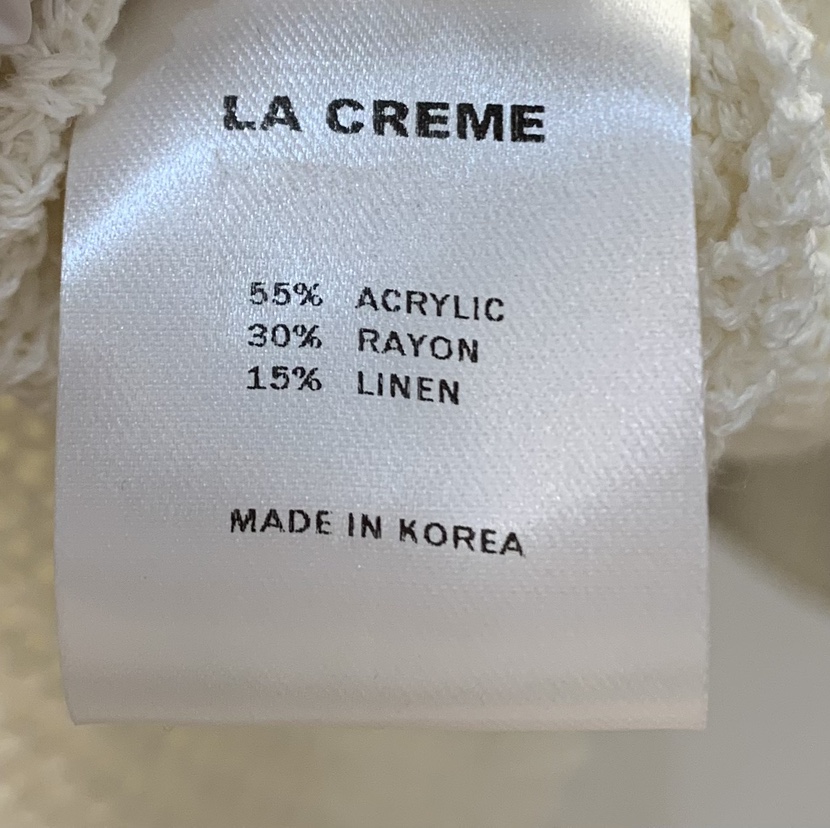 LA CREME
55% ACRYLIC
30% RAYON
15% LINEN
MADE IN KOREA